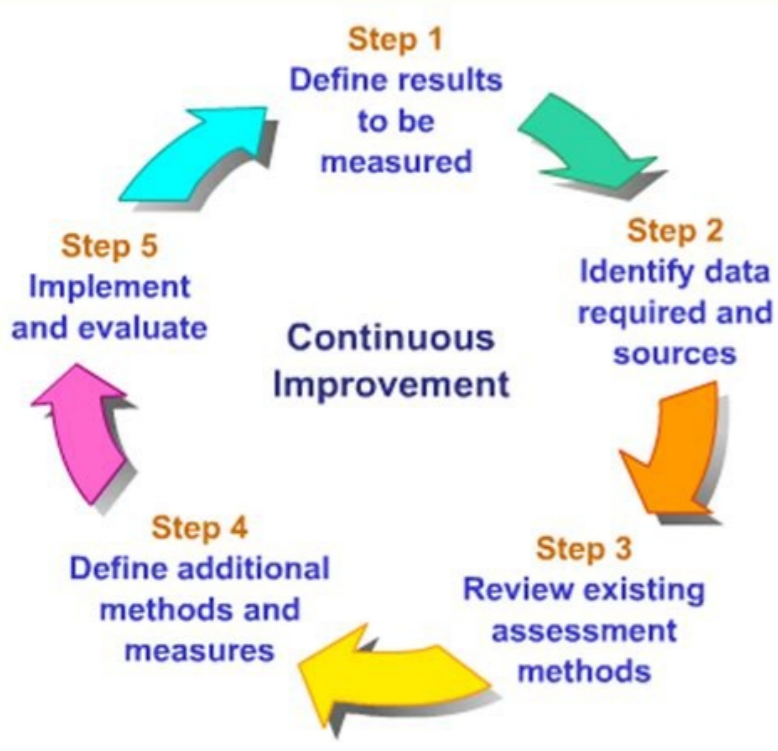 Step 1
Define results
to be
measured
Step 2
Identify data
required and
sources
Step 3
Review existing
assessment
methods
Step 4
Define additional
methods and
measures
Step 5
Implement
and evaluate
Continuous
Improvement